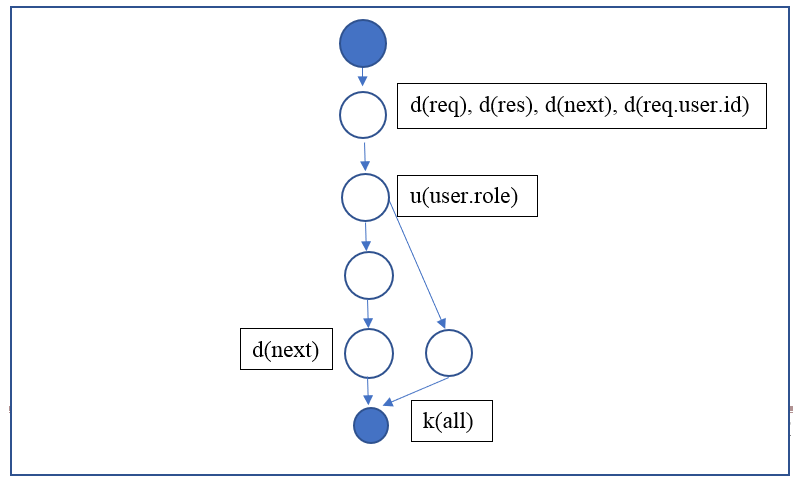 d(req), d(res), d(next), d(req.user.id)
u(user.role)
d(next)
k(all)